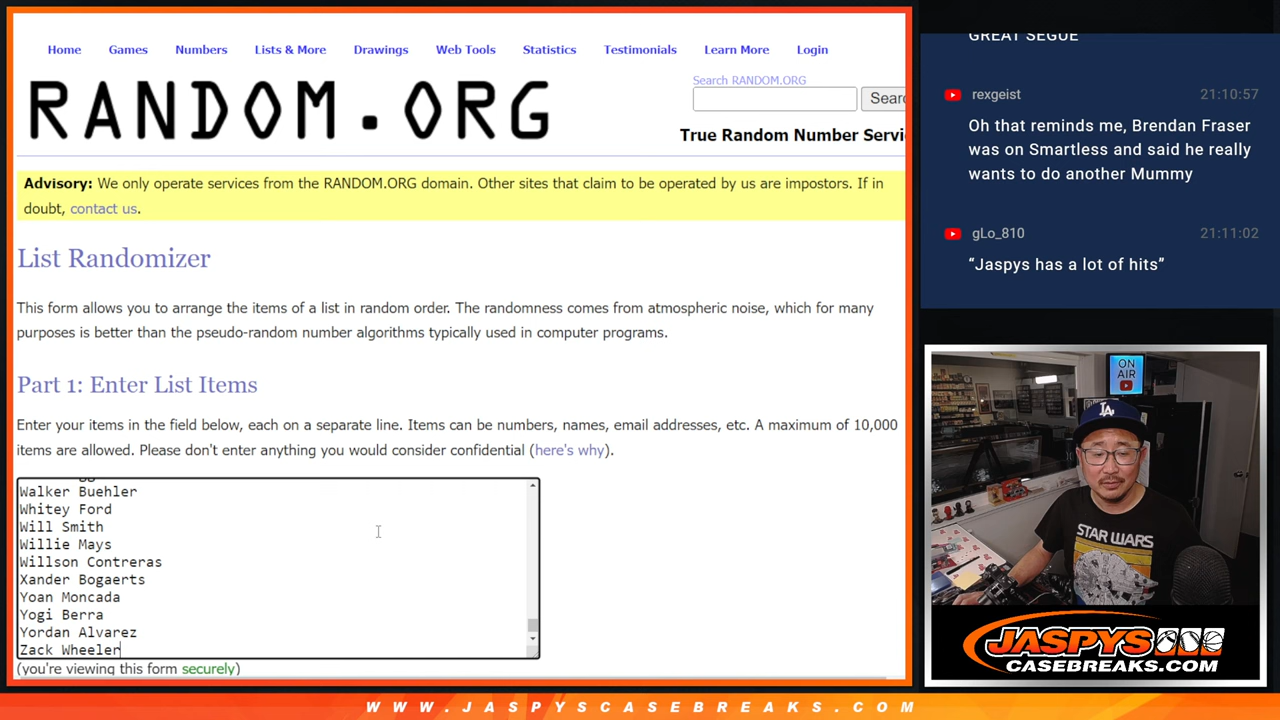 Home Games Numbers Lists & More Drawings Web Tools Statistics Testimonials Learn More Login
RANDOM.ORG
Search RANDOM.ORG
Searc
True Random Number Servi
Advisory: We only operate services from the RANDOM.ORG domain. Other sites that claim to be operated by us are impostors. If in
doubt, contact us.
List Randomizer
This form allows you to arrange the items of a list in random order. The randomness comes from atmospheric noise, which for many
purposes is better than the pseudo-random number algorithms typically used in computer programs.
Part 1: Enter List Items
Enter your items in the field below, each on a separate line. Items can be numbers, names, email addresses, etc. A maximum of 10,000
items are allowed. Please don't enter anything you would consider confidential (here's why).
Walker Buehler
Whitey Ford
Will Smith
Willie Mays
Willson Contreras
Xander Bogaerts
Yoan Moncada
Yogi Berra
Yordan Alvarez
Zack Wheeler
(you're viewing this form securely)
GREAT SEGUE
rexgeist 21:10:57
Oh that reminds me, Brendan Fraser
was on Smartless and said he really
wants to do another Mummy
gLo_810 21:11:02
“Jaspys has a lot of hits”
ON
AIR
LA
STAR WARS
JASPYS
CASEBREAKS.COM
WWW.JASPYSCASEBREAKS.COM